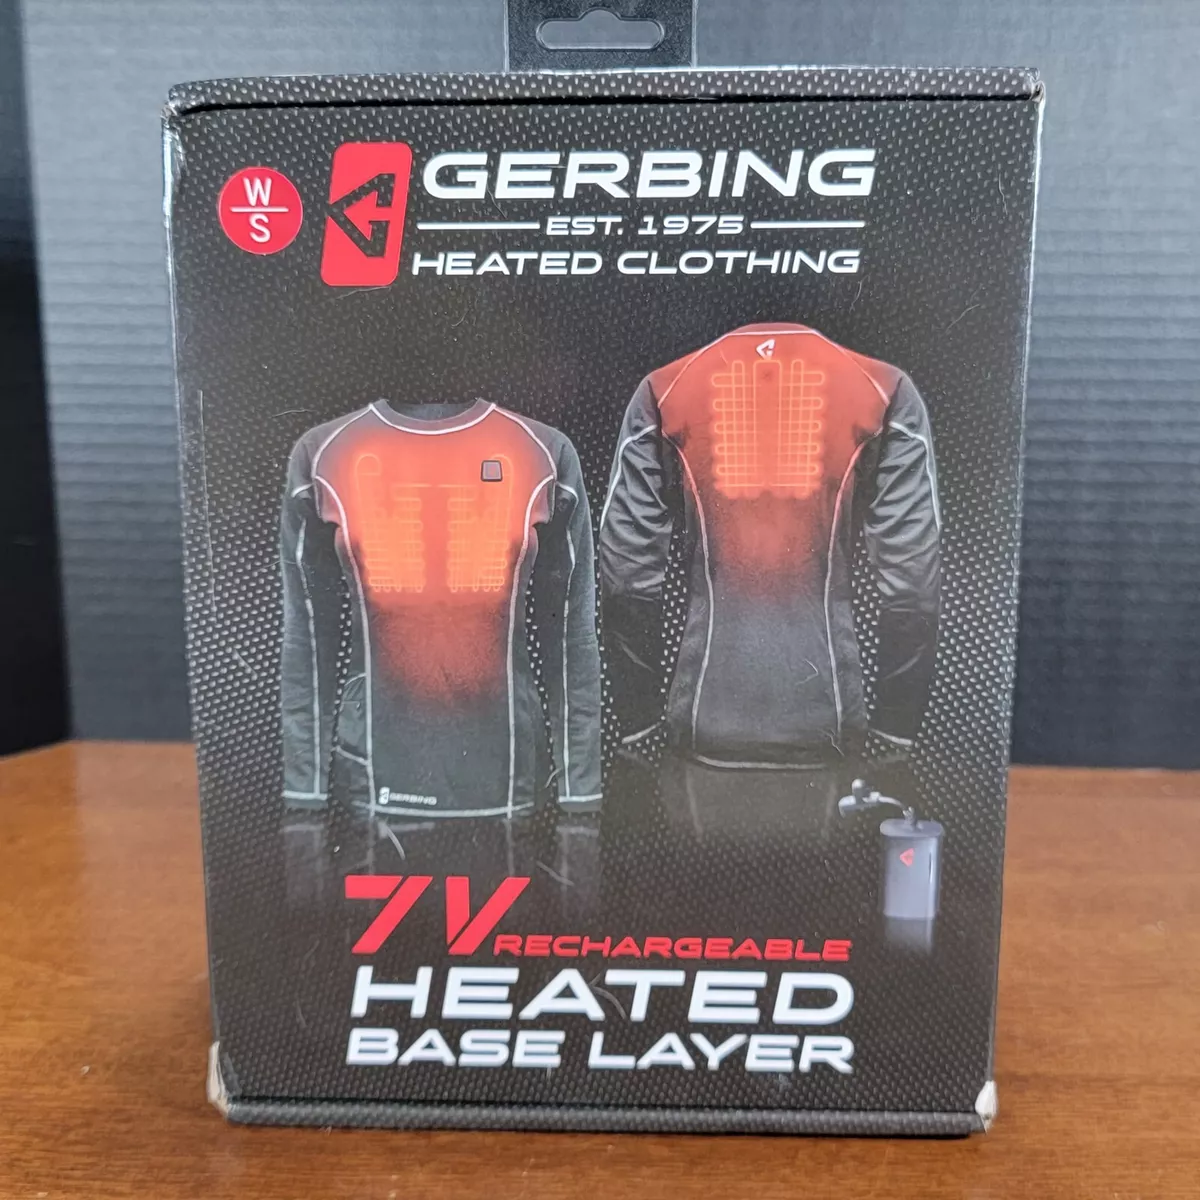 W
S
GERBING
EST. 1975
HEATED CLOTHING
GERBING
7V
RECHARGEABLE
HEATED
BASE LAYER